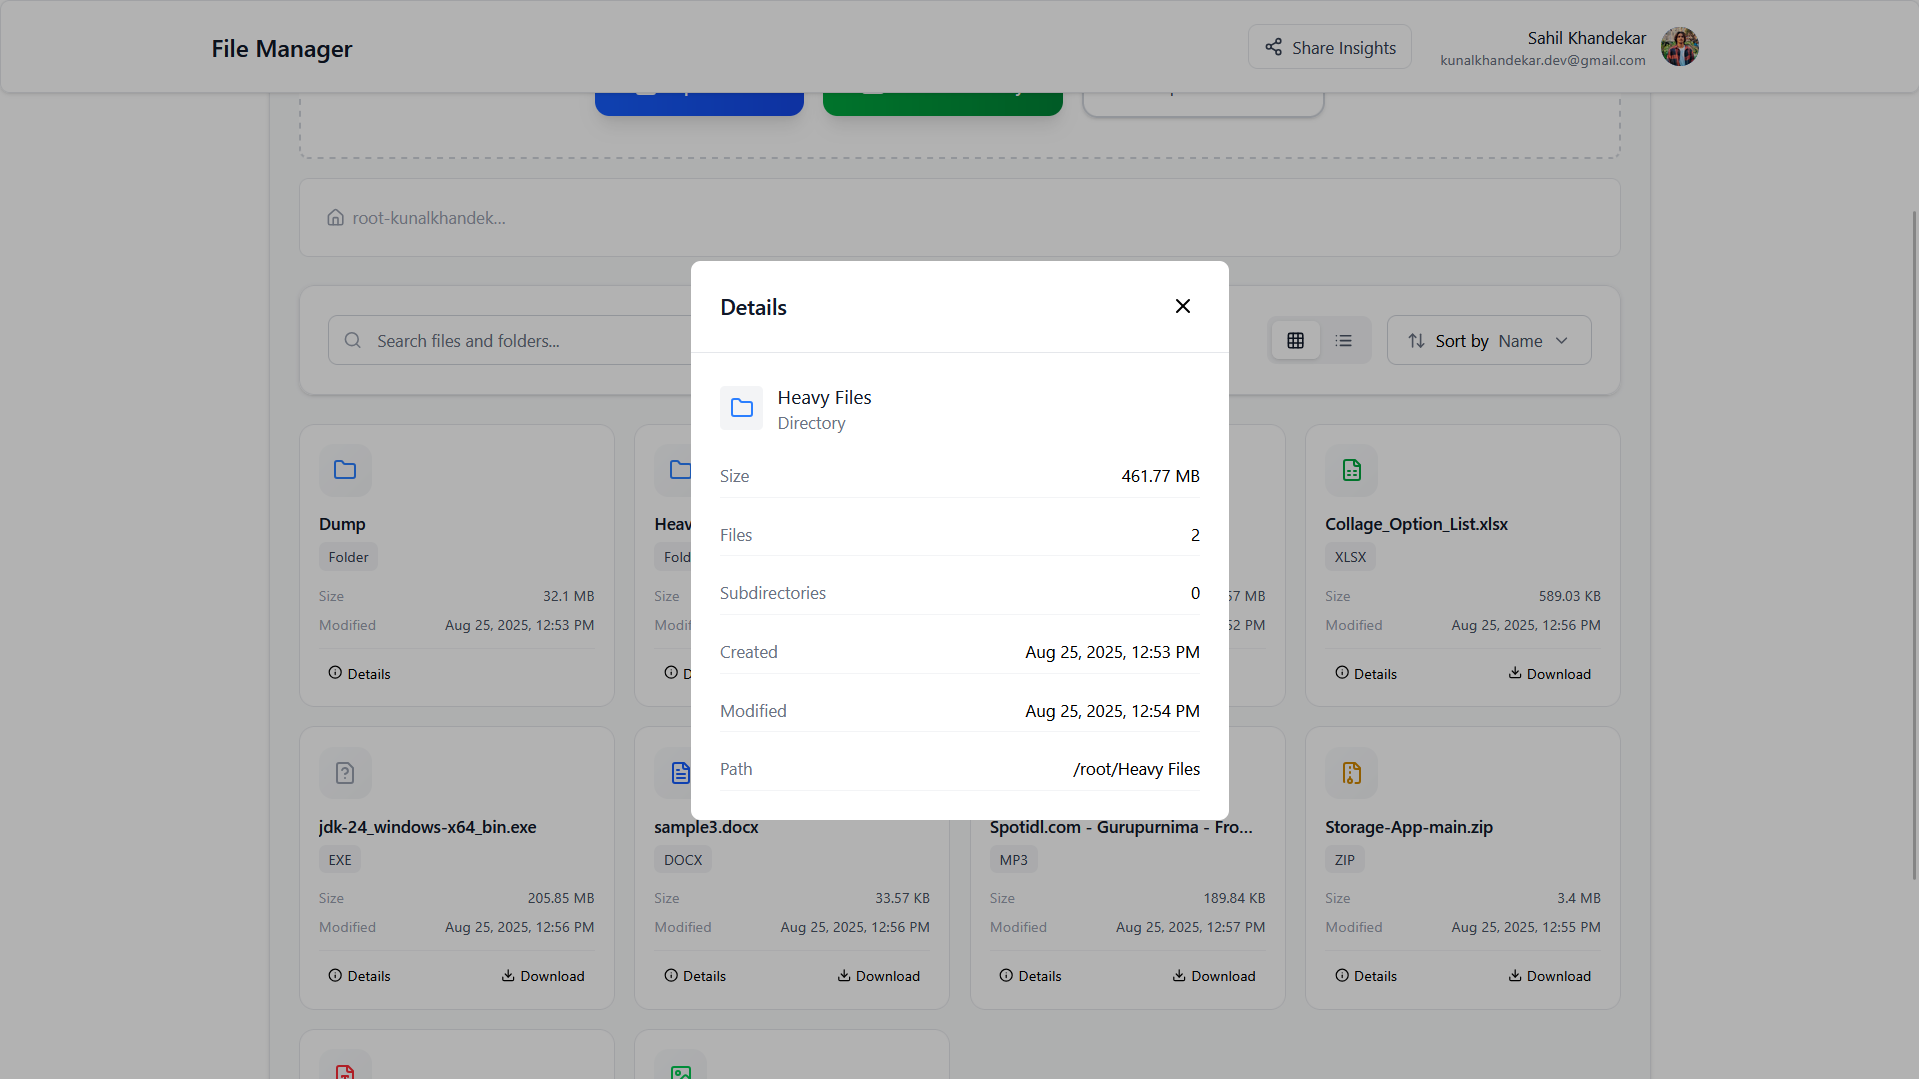 File Manager
Share Insights
Sahil Khandekar
kunalkhandekar.dev@gmail.com
root-kunalkhandek...
Search files and folders...
Sort by Name
Details
Heavy Files
Directory
Size 461.77 MB
Files 2
Subdirectories 0
Created Aug 25, 2025, 12:53 PM
Modified Aug 25, 2025, 12:54 PM
Path /root/Heavy Files
Dump
Folder
Size 32.1 MB
Modified Aug 25, 2025, 12:53 PM
Details
Size
Collage_Option_List.xlsx
XLSX
Size 589.03 KB
Modified Aug 25, 2025, 12:56 PM
Details Download
jdk-24_windows-x64_bin.exe
EXE
Size 205.85 MB
Modified Aug 25, 2025, 12:56 PM
Details Download
sample3.docx
DOCX
Size 33.57 KB
Modified Aug 25, 2025, 12:56 PM
Details Download
Spotidl.com - Gurupurnima - Fro...
MP3
Size 189.84 KB
Modified Aug 25, 2025, 12:57 PM
Details Download
Storage-App-main.zip
ZIP
Size 3.4 MB
Modified Aug 25, 2025, 12:55 PM
Details Download